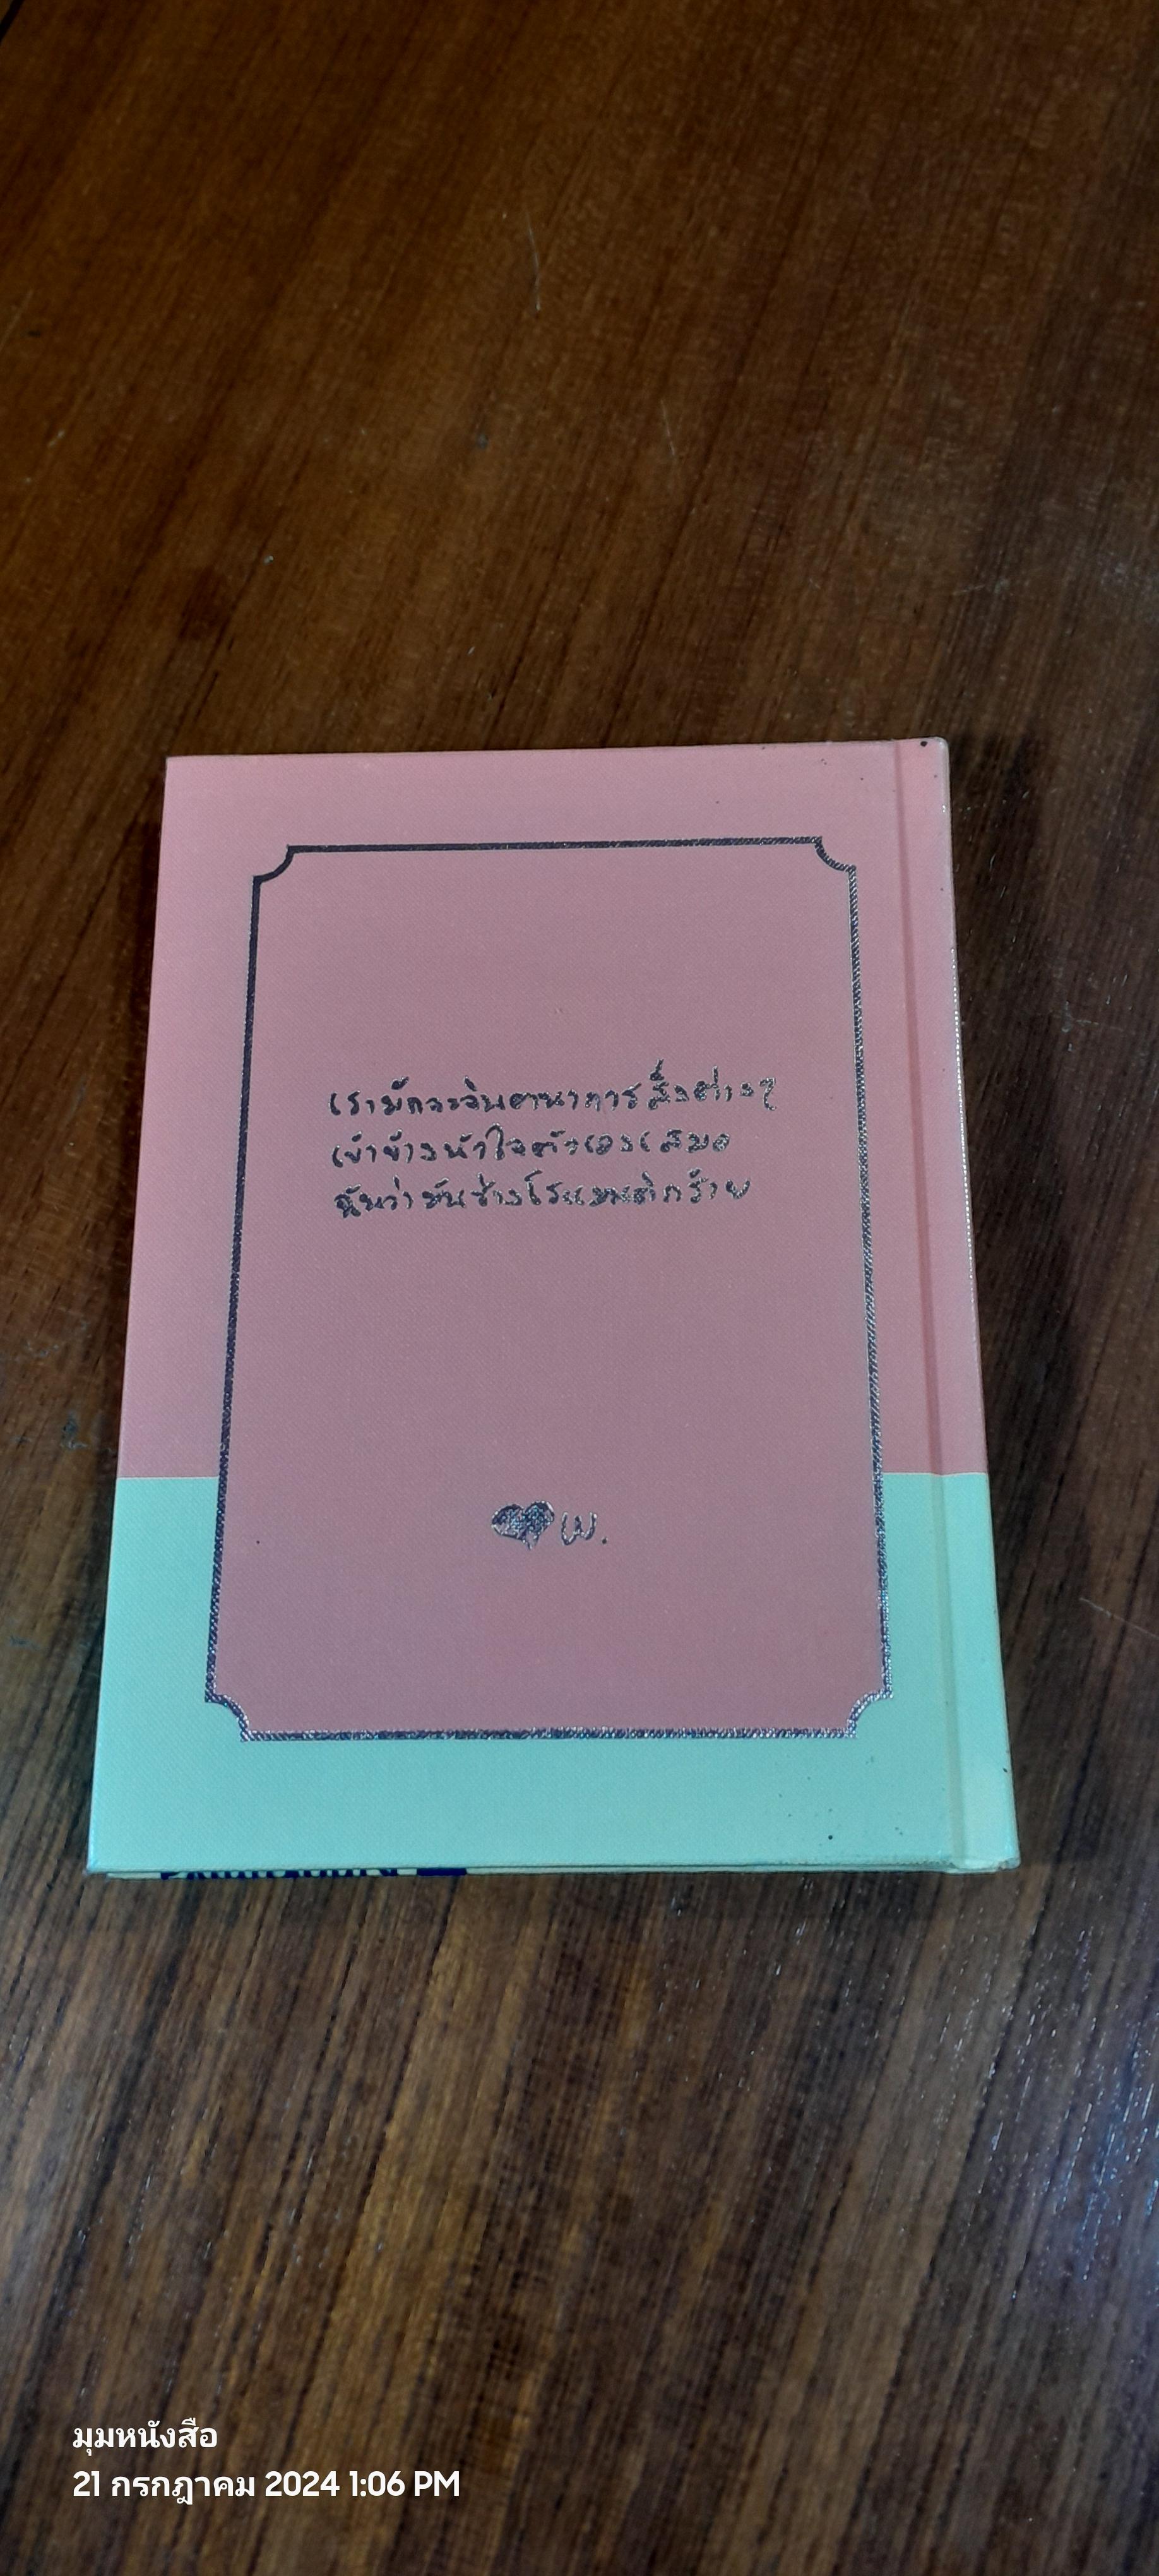 เรามักจะจินตนาการสิ่งต่างๆ
เข้าข้างหัวใจตัวเองเสมอ
ฉันว่ามันช่างโรแมนติกร้าย
พ.
มุมหนังสือ
21 กรกฎาคม 2024 1:06 PM